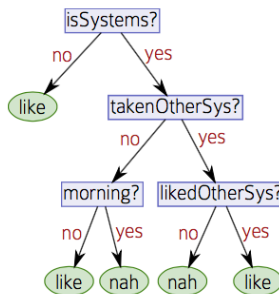 isSystems?
no yes
like takenOtherSys?
no yes
morning? likedOtherSys?
no yes no yes
like nah nah like